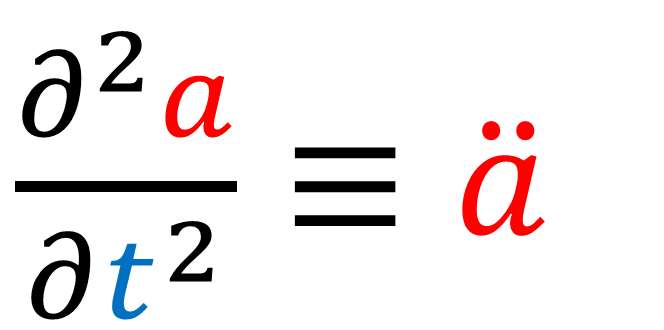 ∂²a
∂t²
≡ ä